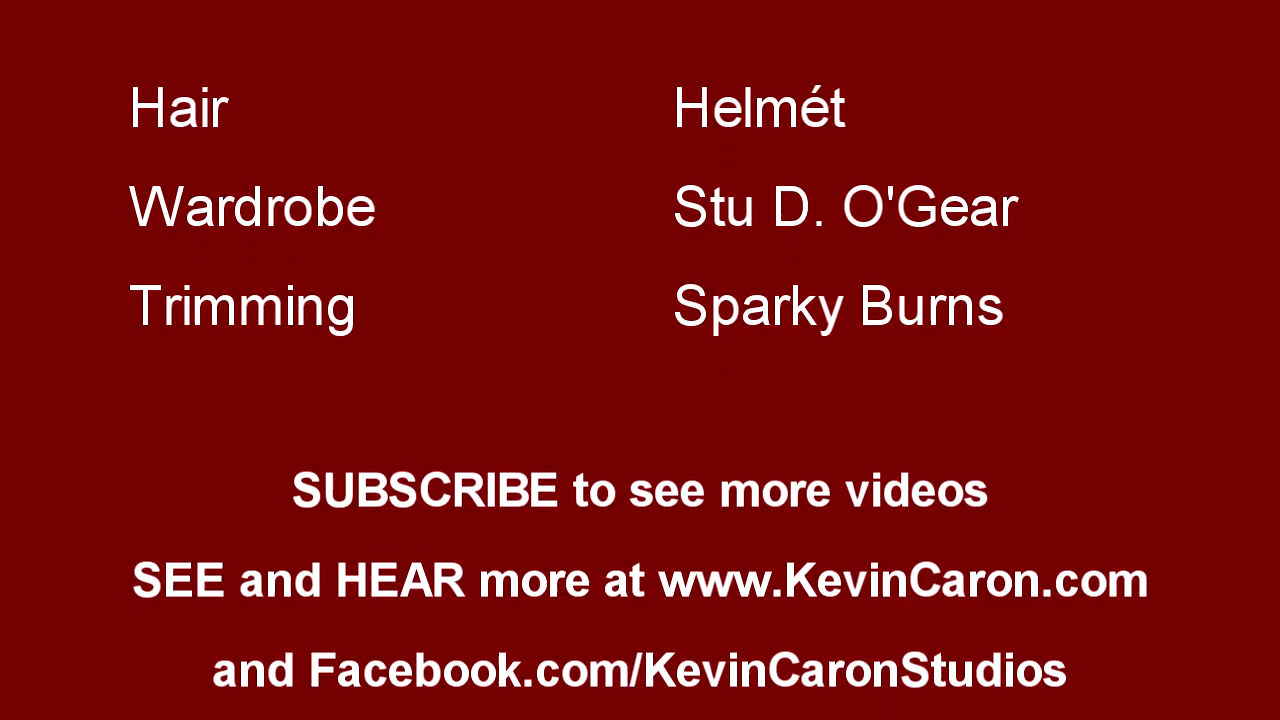 Hair Helmét
Wardrobe Stu D. O'Gear
Trimming Sparky Burns
SUBSCRIBE to see more videos
SEE and HEAR more at www.KevinCaron.com
and Facebook.com/KevinCaronStudios